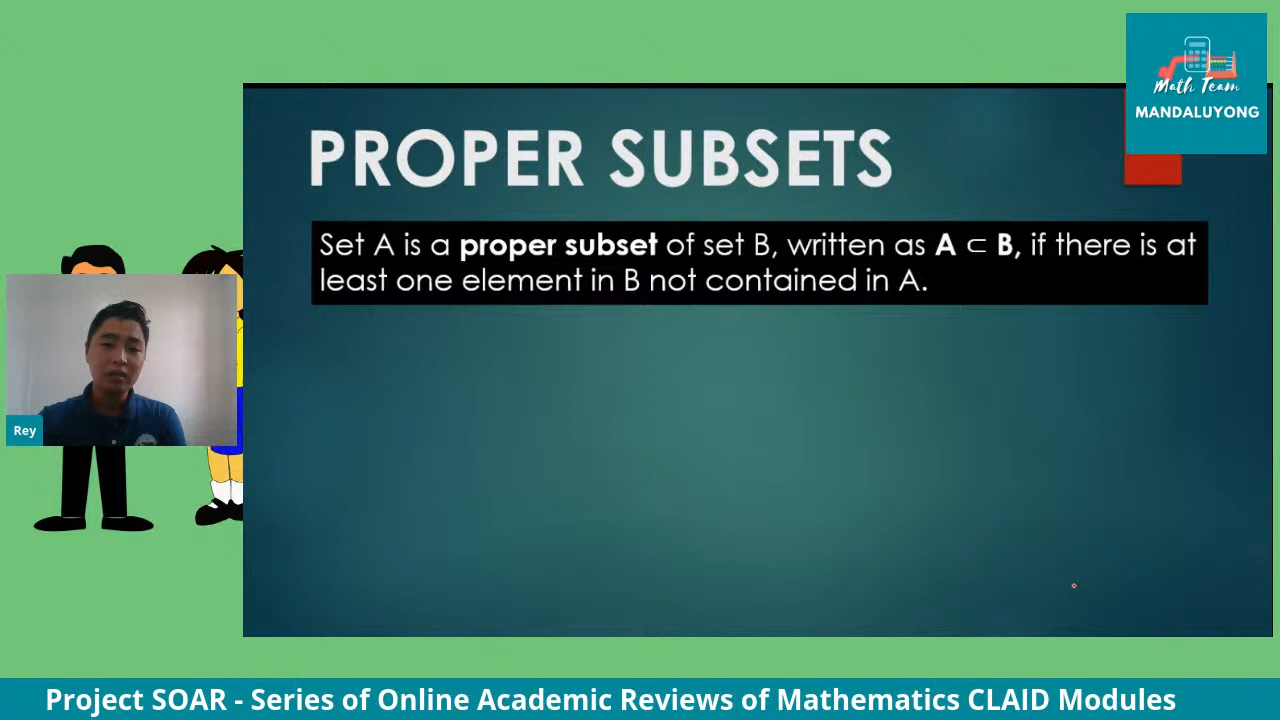 Math Team
MANDALUYONG
PROPER SUBSETS
Set A is a proper subset of set B, written as A ⊂ B, if there is at
least one element in B not contained in A.
Rey
Project SOAR - Series of Online Academic Reviews of Mathematics CLAID Modules